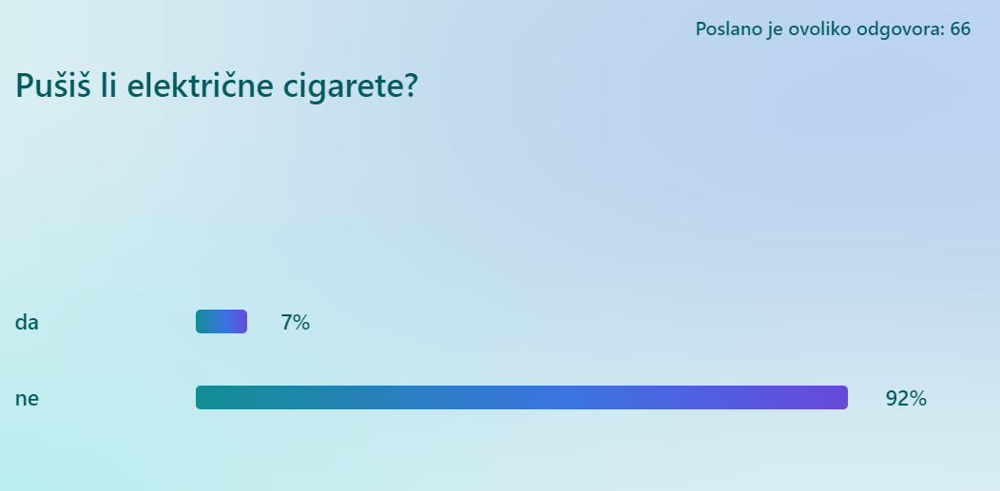 Poslano je ovoliko odgovora: 66
Pušiš li električne cigarete?
da 7%
ne 92%